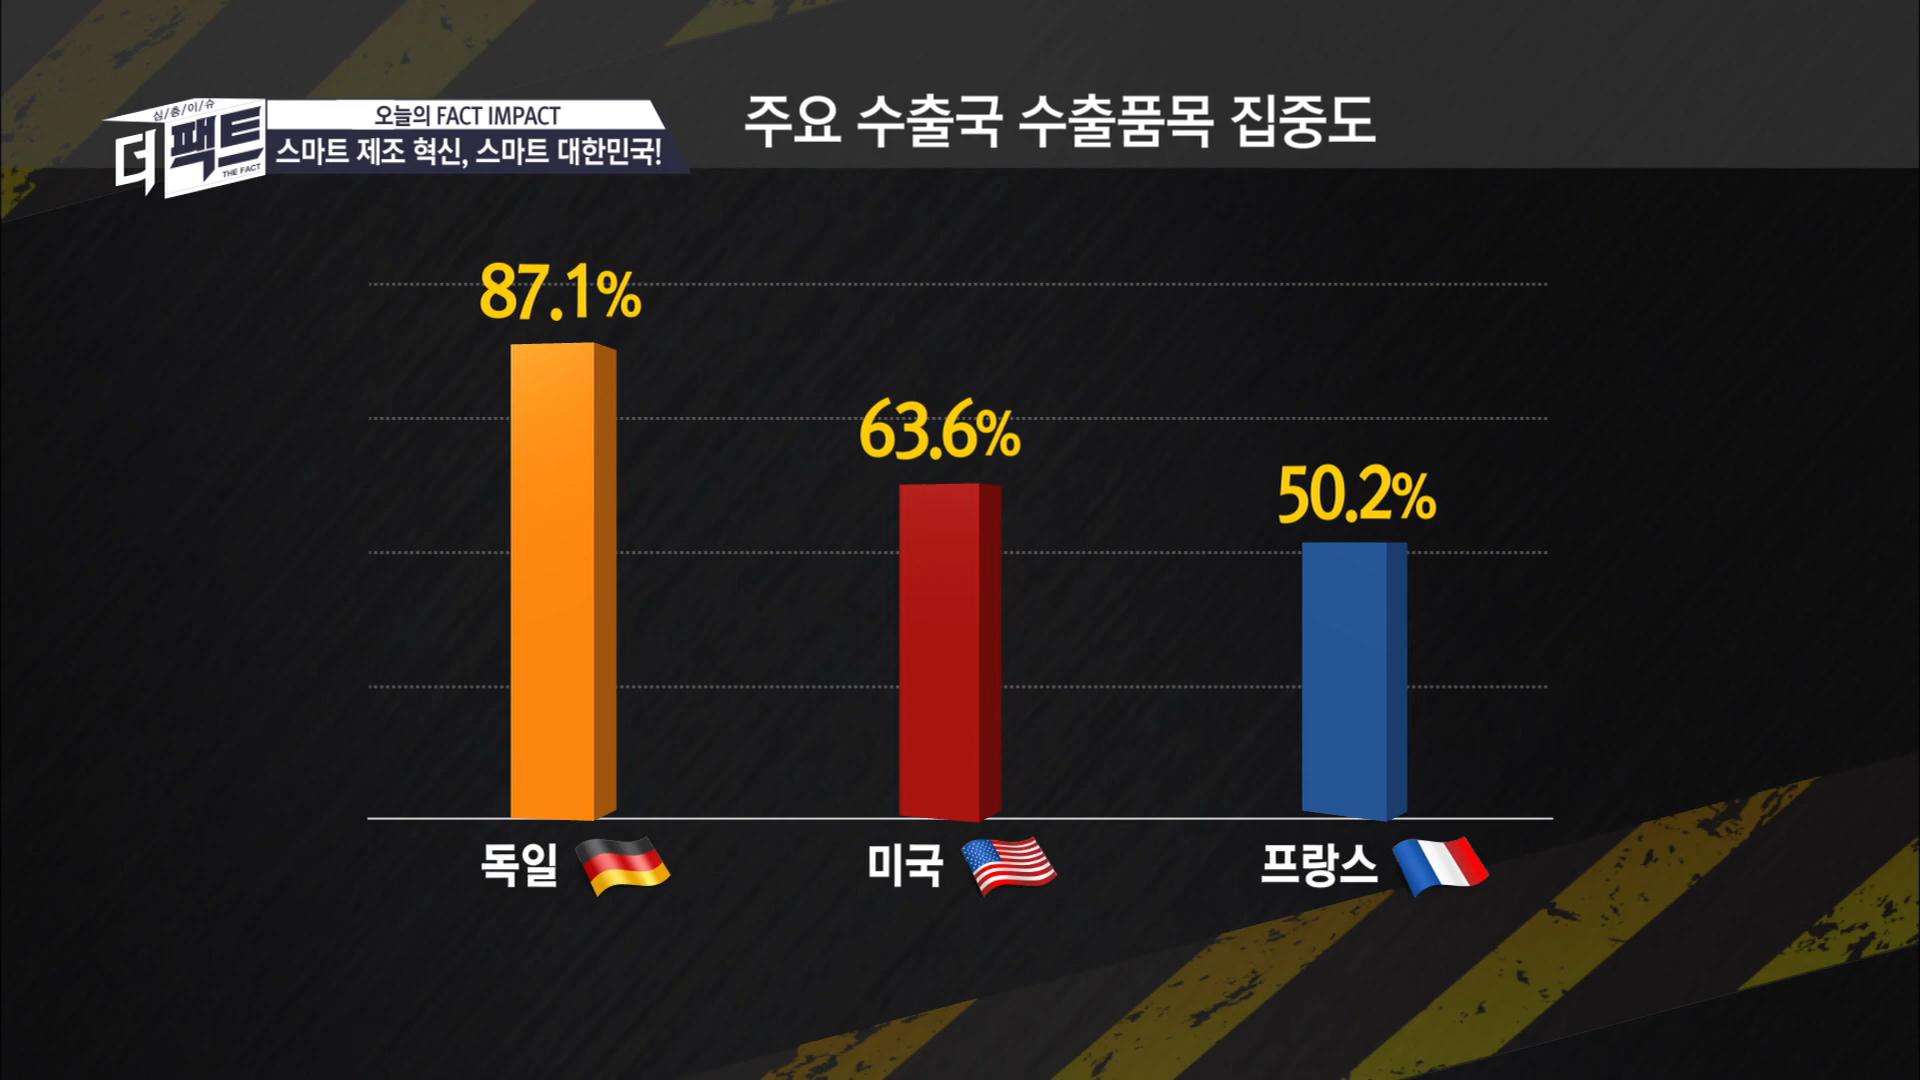 심/층/이/슈
더 팩트
THE FACT
오늘의 FACT IMPACT
스마트 제조 혁신, 스마트 대한민국!
주요 수출국 수출품목 집중도
87.1%
63.6%
50.2%
독일
미국
프랑스